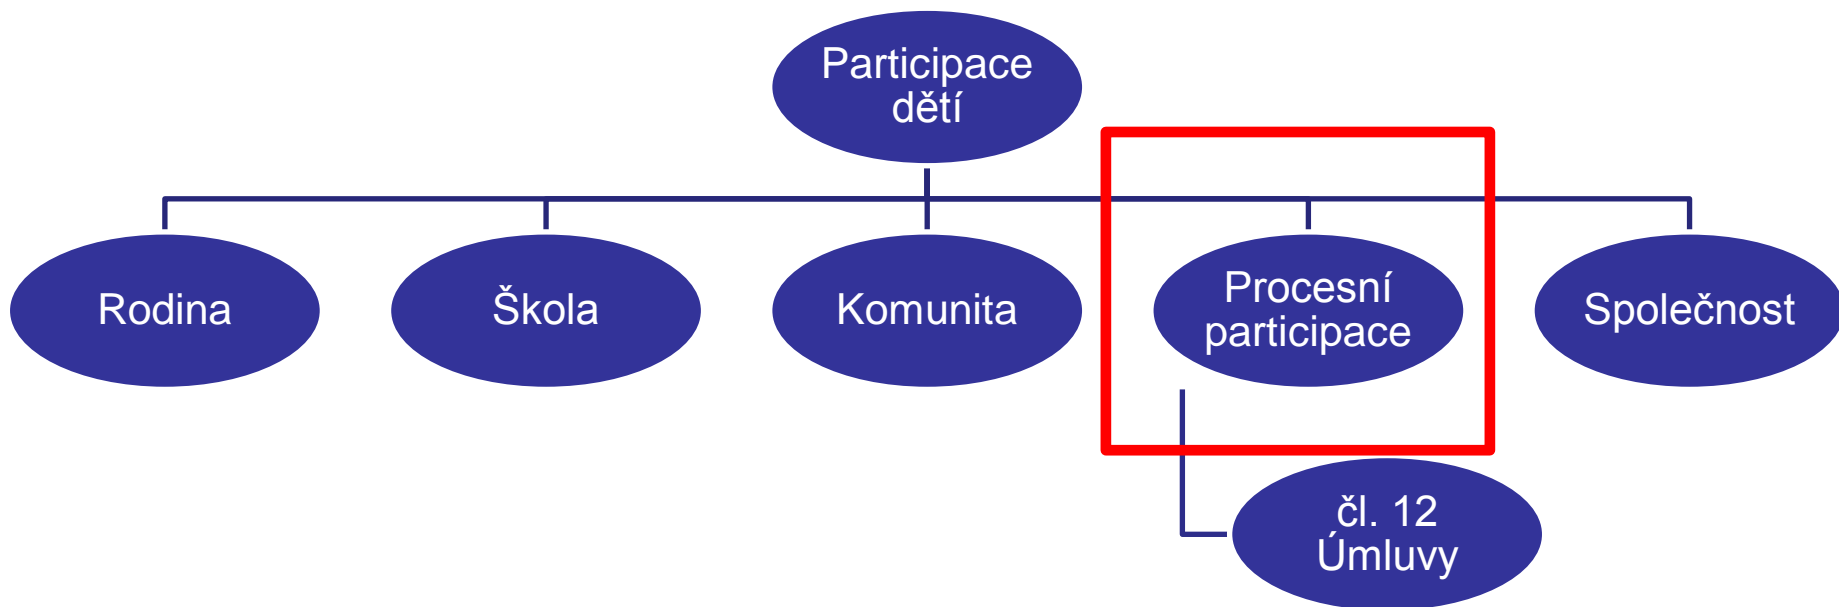 Participace
dětí
Rodina
Škola
Komunita
Procesní
participace
Společnost
čl. 12
Úmluvy